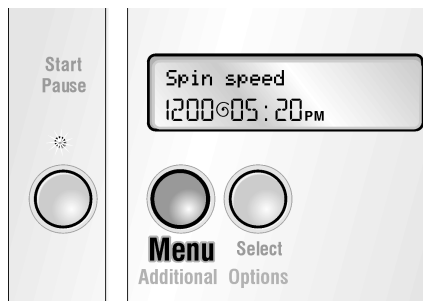 Start
Pause
Spin speed
1200 05:20PM
Menu Select
Additional Options